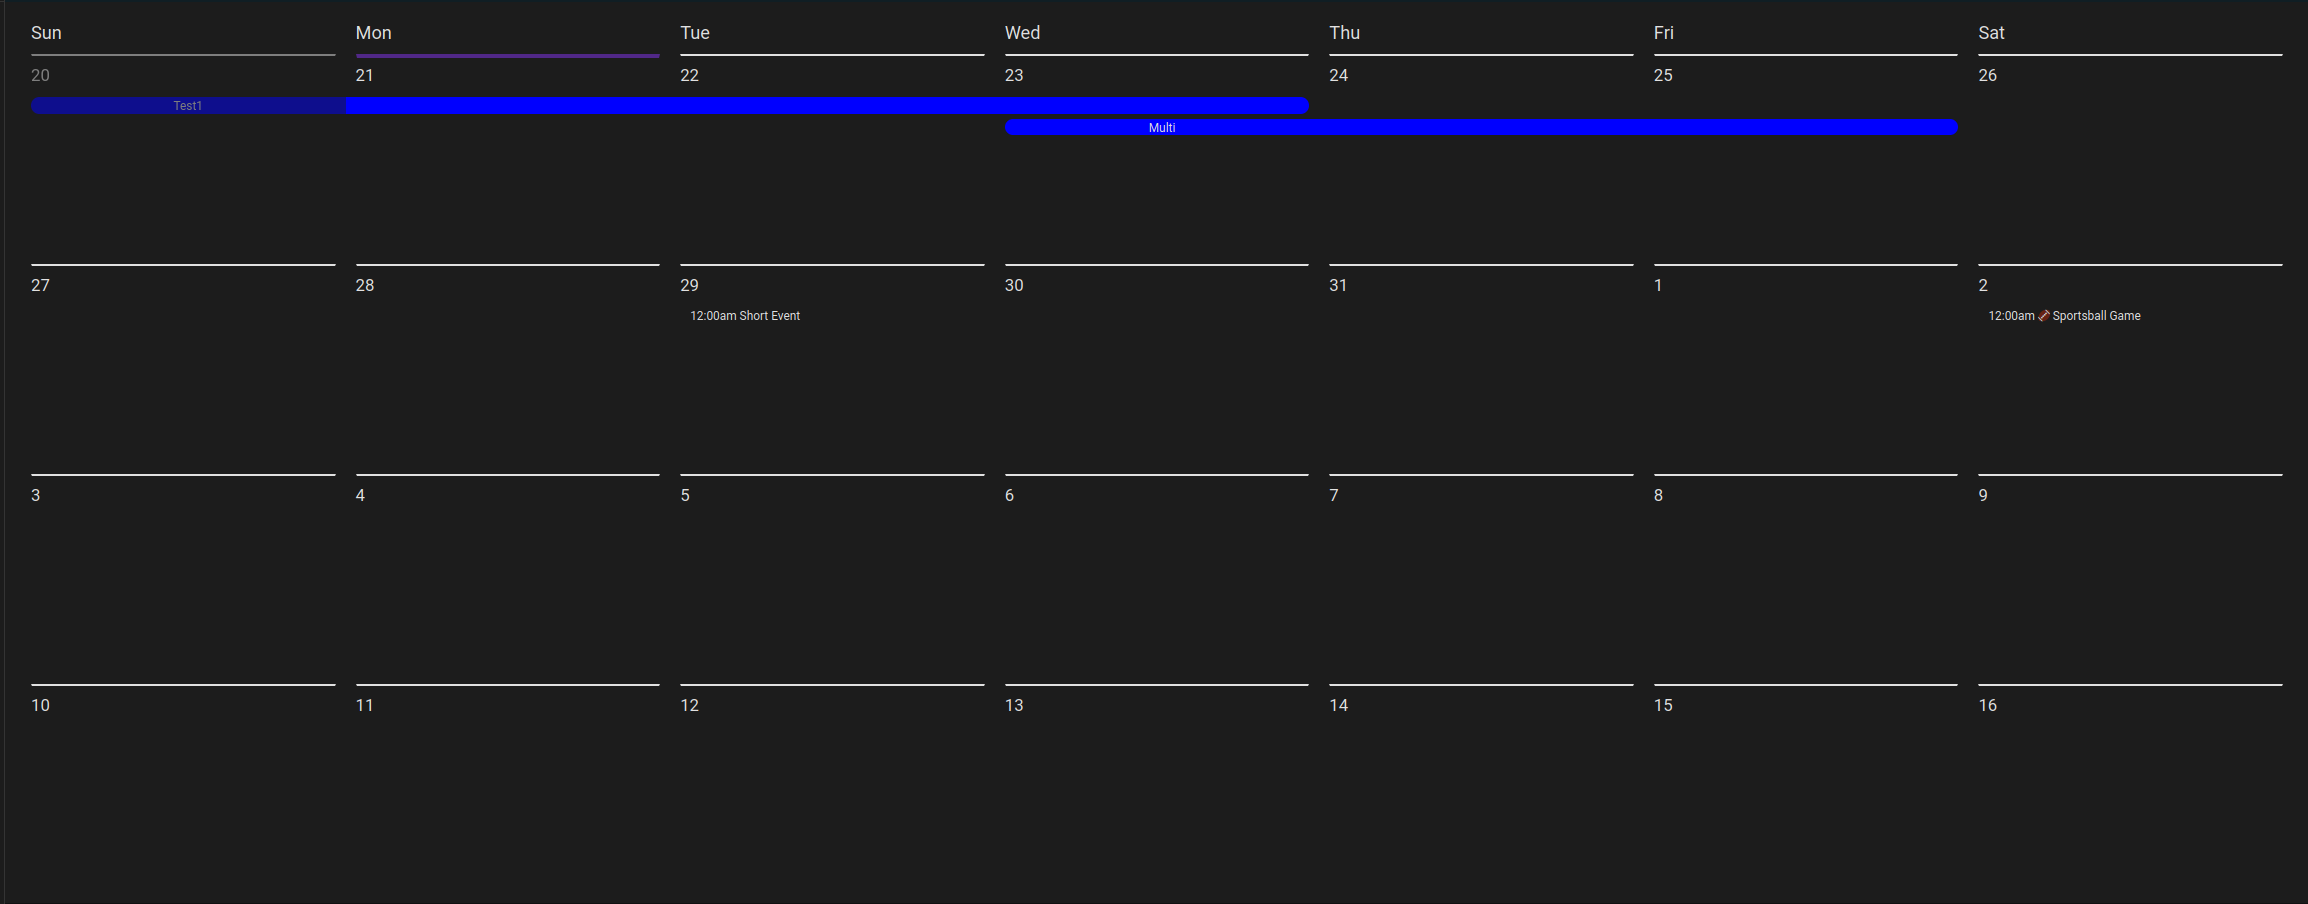 Sun Mon Tue Wed Thu Fri Sat
20 21 22 23 24 25 26
Test1
Multi
27 28 29 30 31 1 2
12:00am Short Event 12:00am 🏈 Sportsball Game
3 4 5 6 7 8 9
10 11 12 13 14 15 16